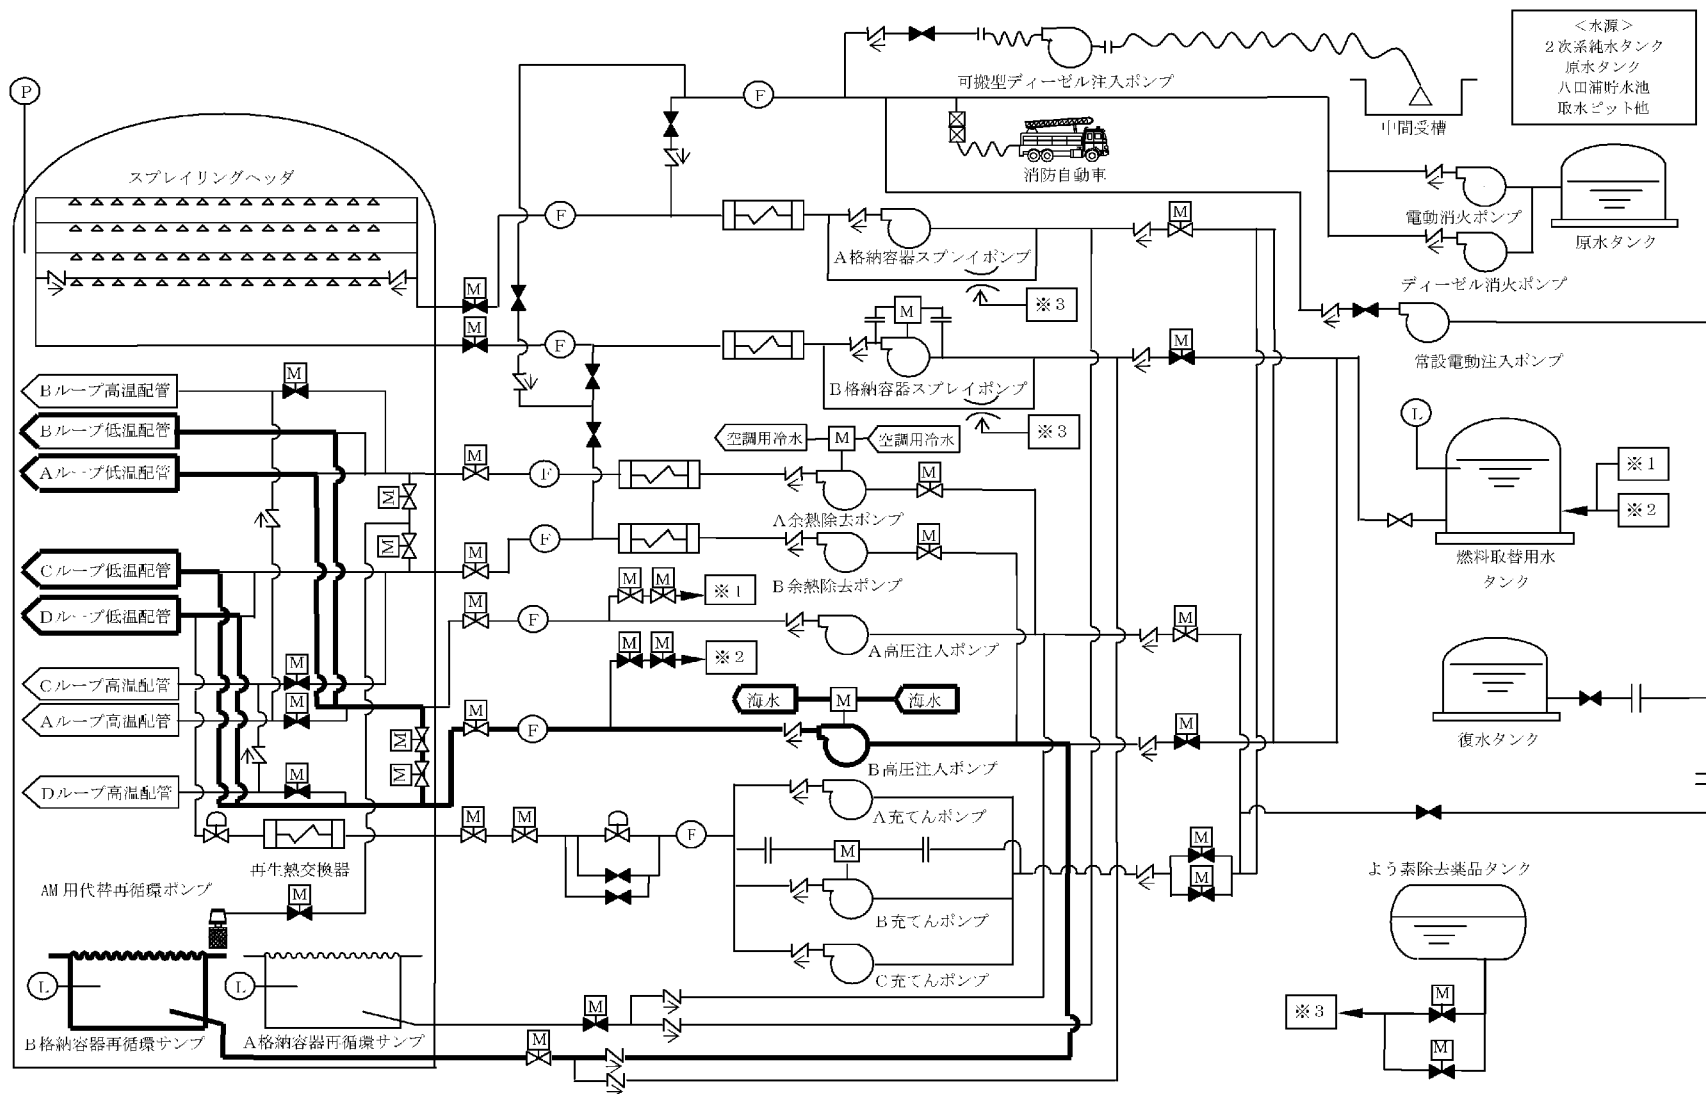 ＜水源＞
２次系純水タンク
原水タンク
八田浦貯水池
取水ピット他
P
F
可搬型ディーゼル注入ポンプ
中間受槽
消防自動車
スプレイリングヘッダ
F
M
A格納容器スプレイポンプ
電動消火ポンプ
原水タンク
ディーゼル消火ポンプ
※3
M
M
F
M
M
B格納容器スプレイポンプ
常設電動注入ポンプ
※3
Bループ高温配管
M
Bループ低温配管
Aループ低温配管
M
F
空調用冷水
M
空調用冷水
M
L
※1
※2
M
A余熱除去ポンプ
燃料取替用水
タンク
M
M
F
M
Cループ低温配管
B余熱除去ポンプ
Dループ低温配管
M
M
※1
M
F
M
A高圧注入ポンプ
M
M
※2
Cループ高温配管
M
Aループ高温配管
M
海水
M
海水
M
F
M
B高圧注入ポンプ
復水タンク
M
M
Dループ高温配管
M
A充てんポンプ
M
M
F
再生熱交換器
M
M
M
B充てんポンプ
よう素除去薬品タンク
AM用代替再循環ポンプ
M
C充てんポンプ
L
L
M
M
※3
B格納容器再循環サンプ
A格納容器再循環サンプ
M
M